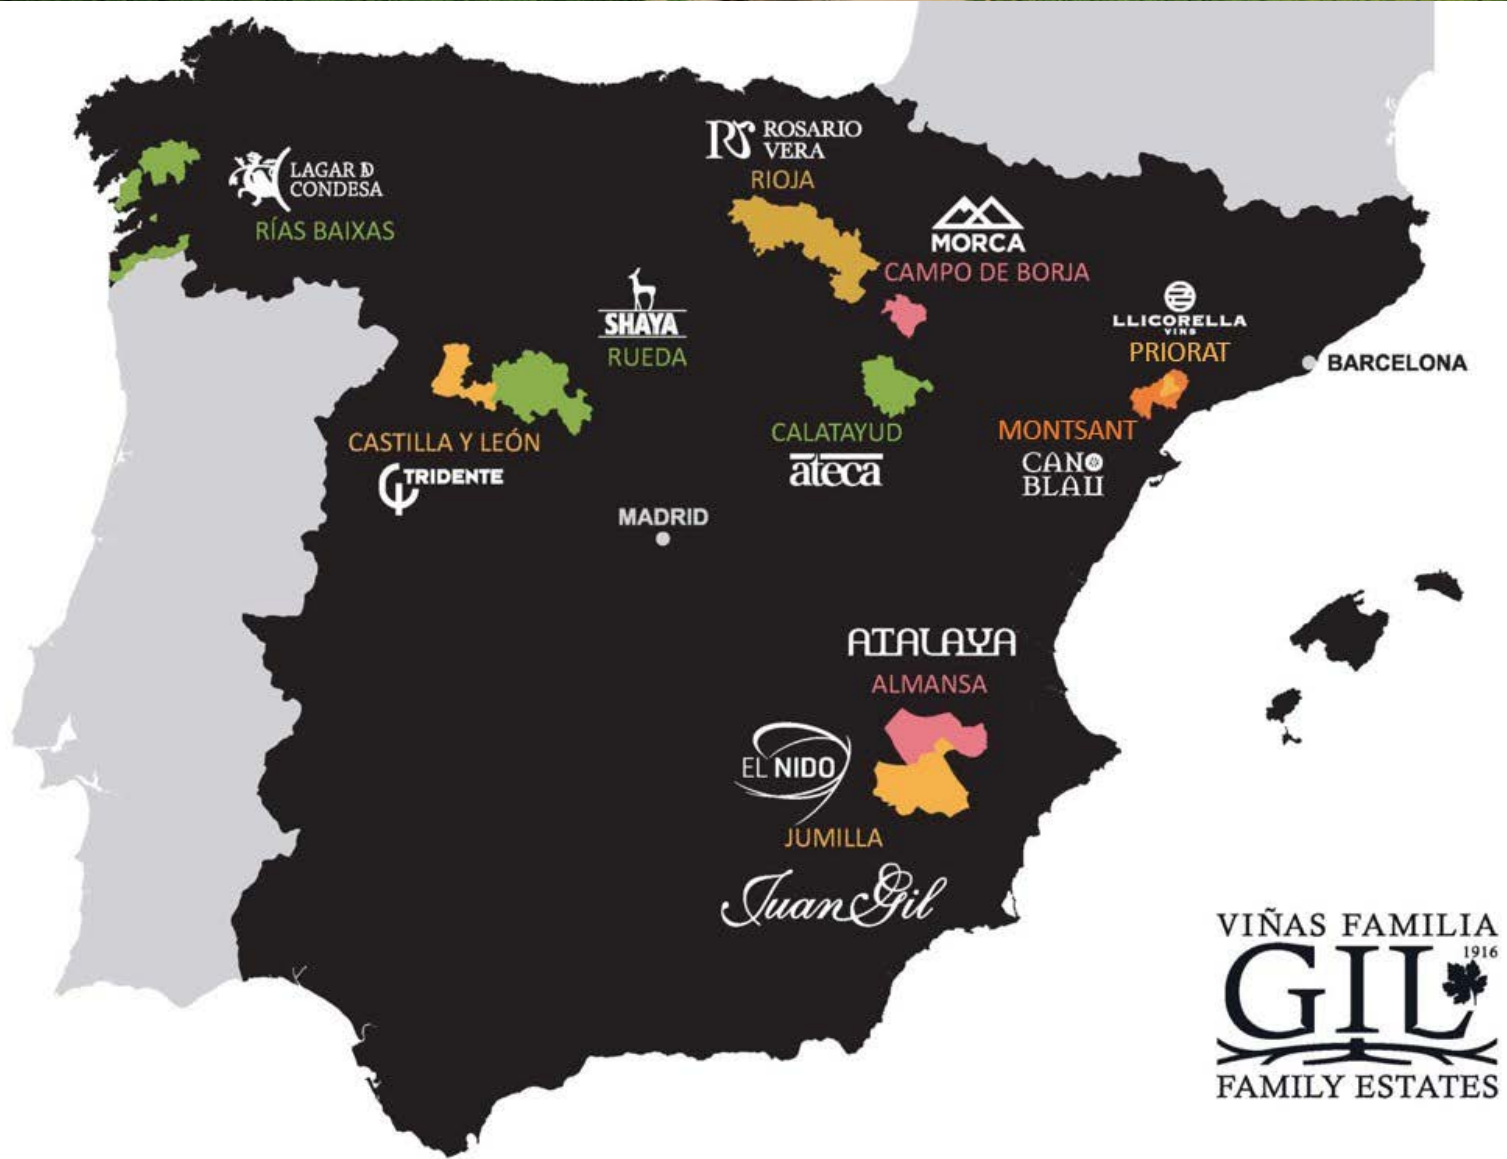 ROSARIO
VERA
RIOJA
LAGAR D
CONDESA
RÍAS BAIXAS
MORCA
CAMPO DE BORJA
SHAYA
RUEDA
LLICORELLA
VINS
PRIORAT
BARCELONA
CASTILLA Y LEÓN
TRIDENTE
CALATAYUD
ateca
MONTSANT
CAN
BLAU
MADRID
ATALAYA
ALMANSA
EL NIDO
JUMILLA
Juan Gil
VIÑAS FAMILIA
1916
GIL
FAMILY ESTATES